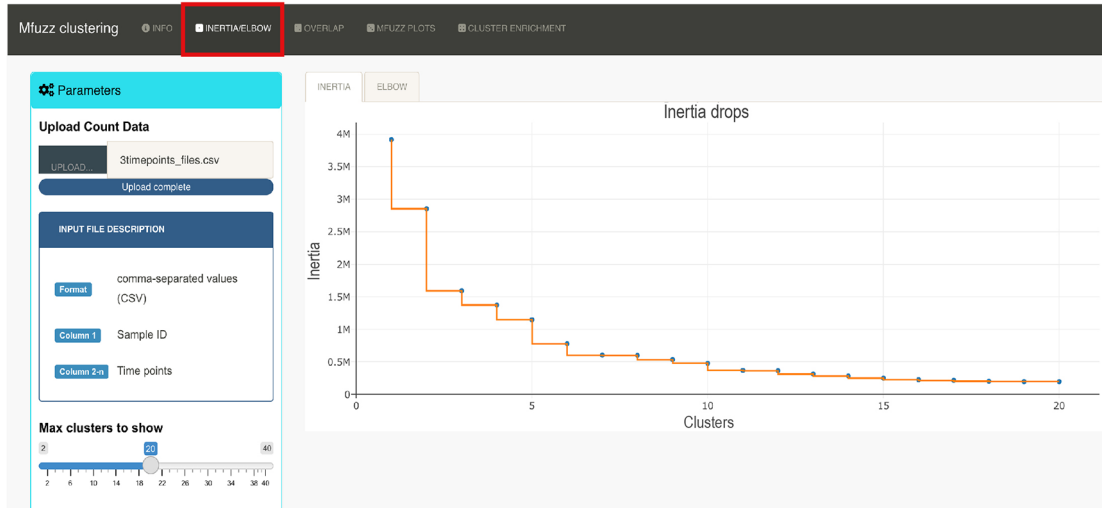 Mfuzz clustering INFO INERTIA/ELBOW OVERLAP MFUZZ PLOTS CLUSTER ENRICHMENT
Parameters
Upload Count Data
UPLOAD... 3timepoints_files.csv
Upload complete
INPUT FILE DESCRIPTION
Format comma-separated values
(CSV)
Column 1 Sample ID
Column 2-n Time points
Max clusters to show
2 20 40
2 6 10 14 18 22 26 30 34 38 40
INERTIA ELBOW
Inertia drops
4M
3.5M
3M
2.5M
2M
1.5M
1M
0.5M
0
Inertia
0 5 10 15 20
Clusters